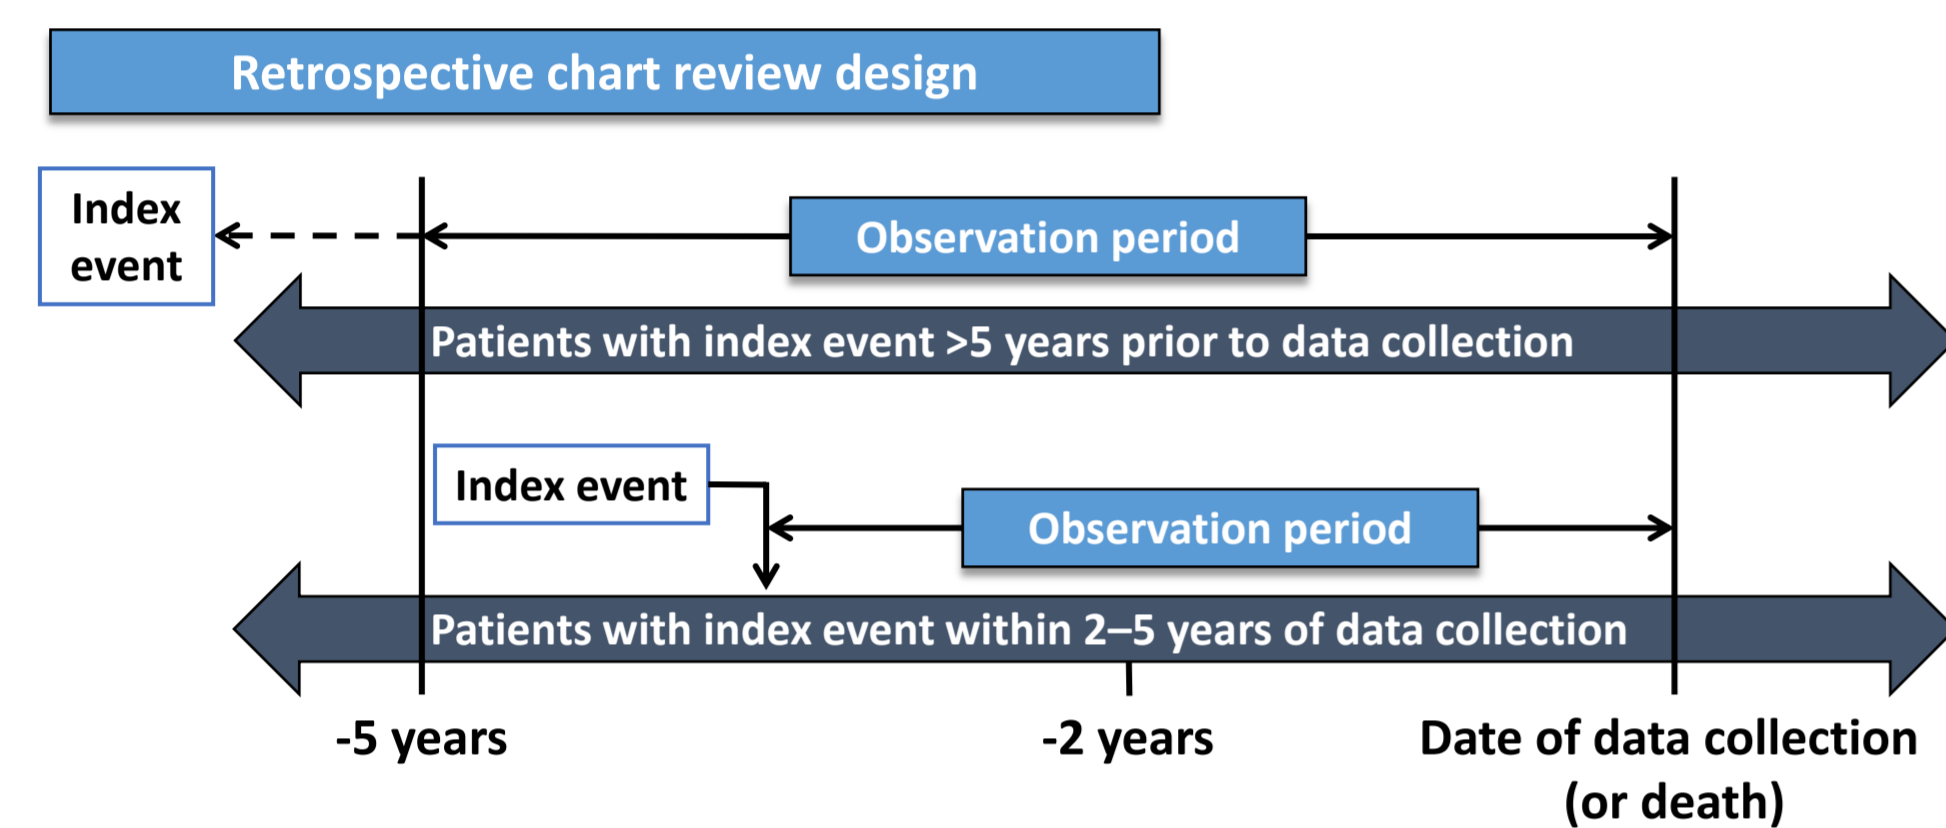 Retrospective chart review design
Index
event
Observation period
Patients with index event >5 years prior to data collection
Index event
Observation period
Patients with index event within 2–5 years of data collection
-5 years
-2 years
Date of data collection
(or death)